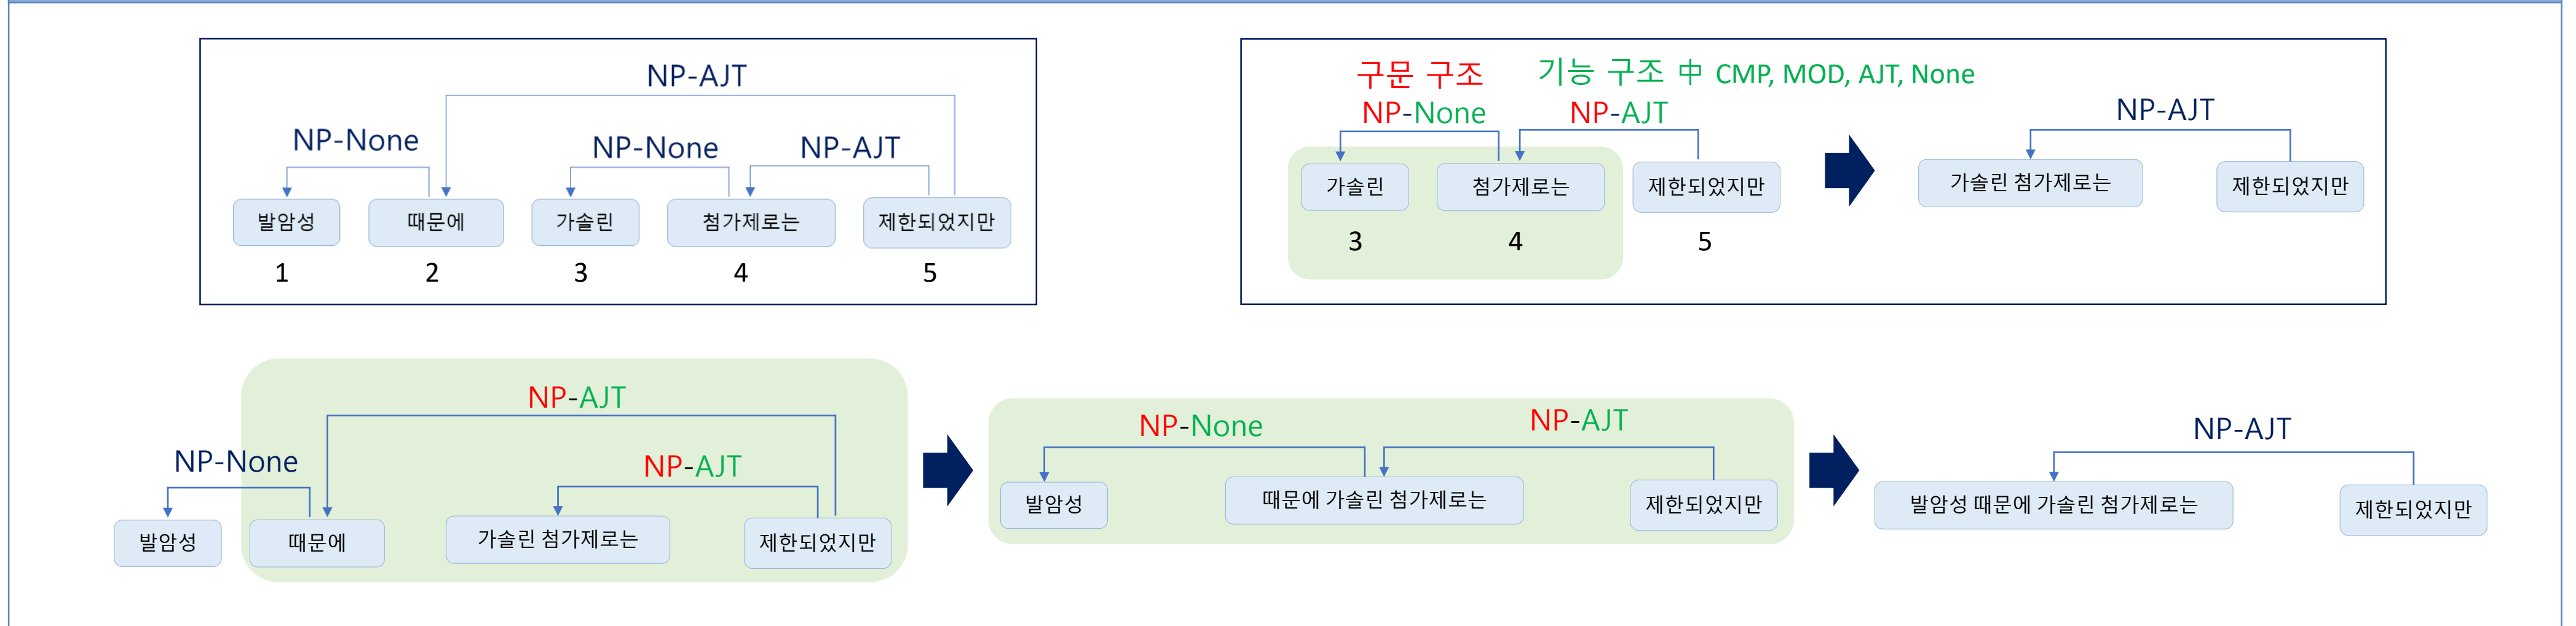 NP-AJT
NP-None
NP-None NP-AJT
발암성 때문에 가솔린 첨가제로는 제한되었지만
1 2 3 4 5
구문 구조 기능 구조 中 CMP, MOD, AJT, None
NP-None NP-AJT NP-AJT
가솔린 첨가제로는 제한되었지만 가솔린 첨가제로는 제한되었지만
3 4 5
NP-AJT
NP-None NP-AJT
발암성 때문에 가솔린 첨가제로는 제한되었지만
NP-None NP-AJT
발암성 때문에 가솔린 첨가제로는 제한되었지만
NP-AJT
발암성 때문에 가솔린 첨가제로는 제한되었지만